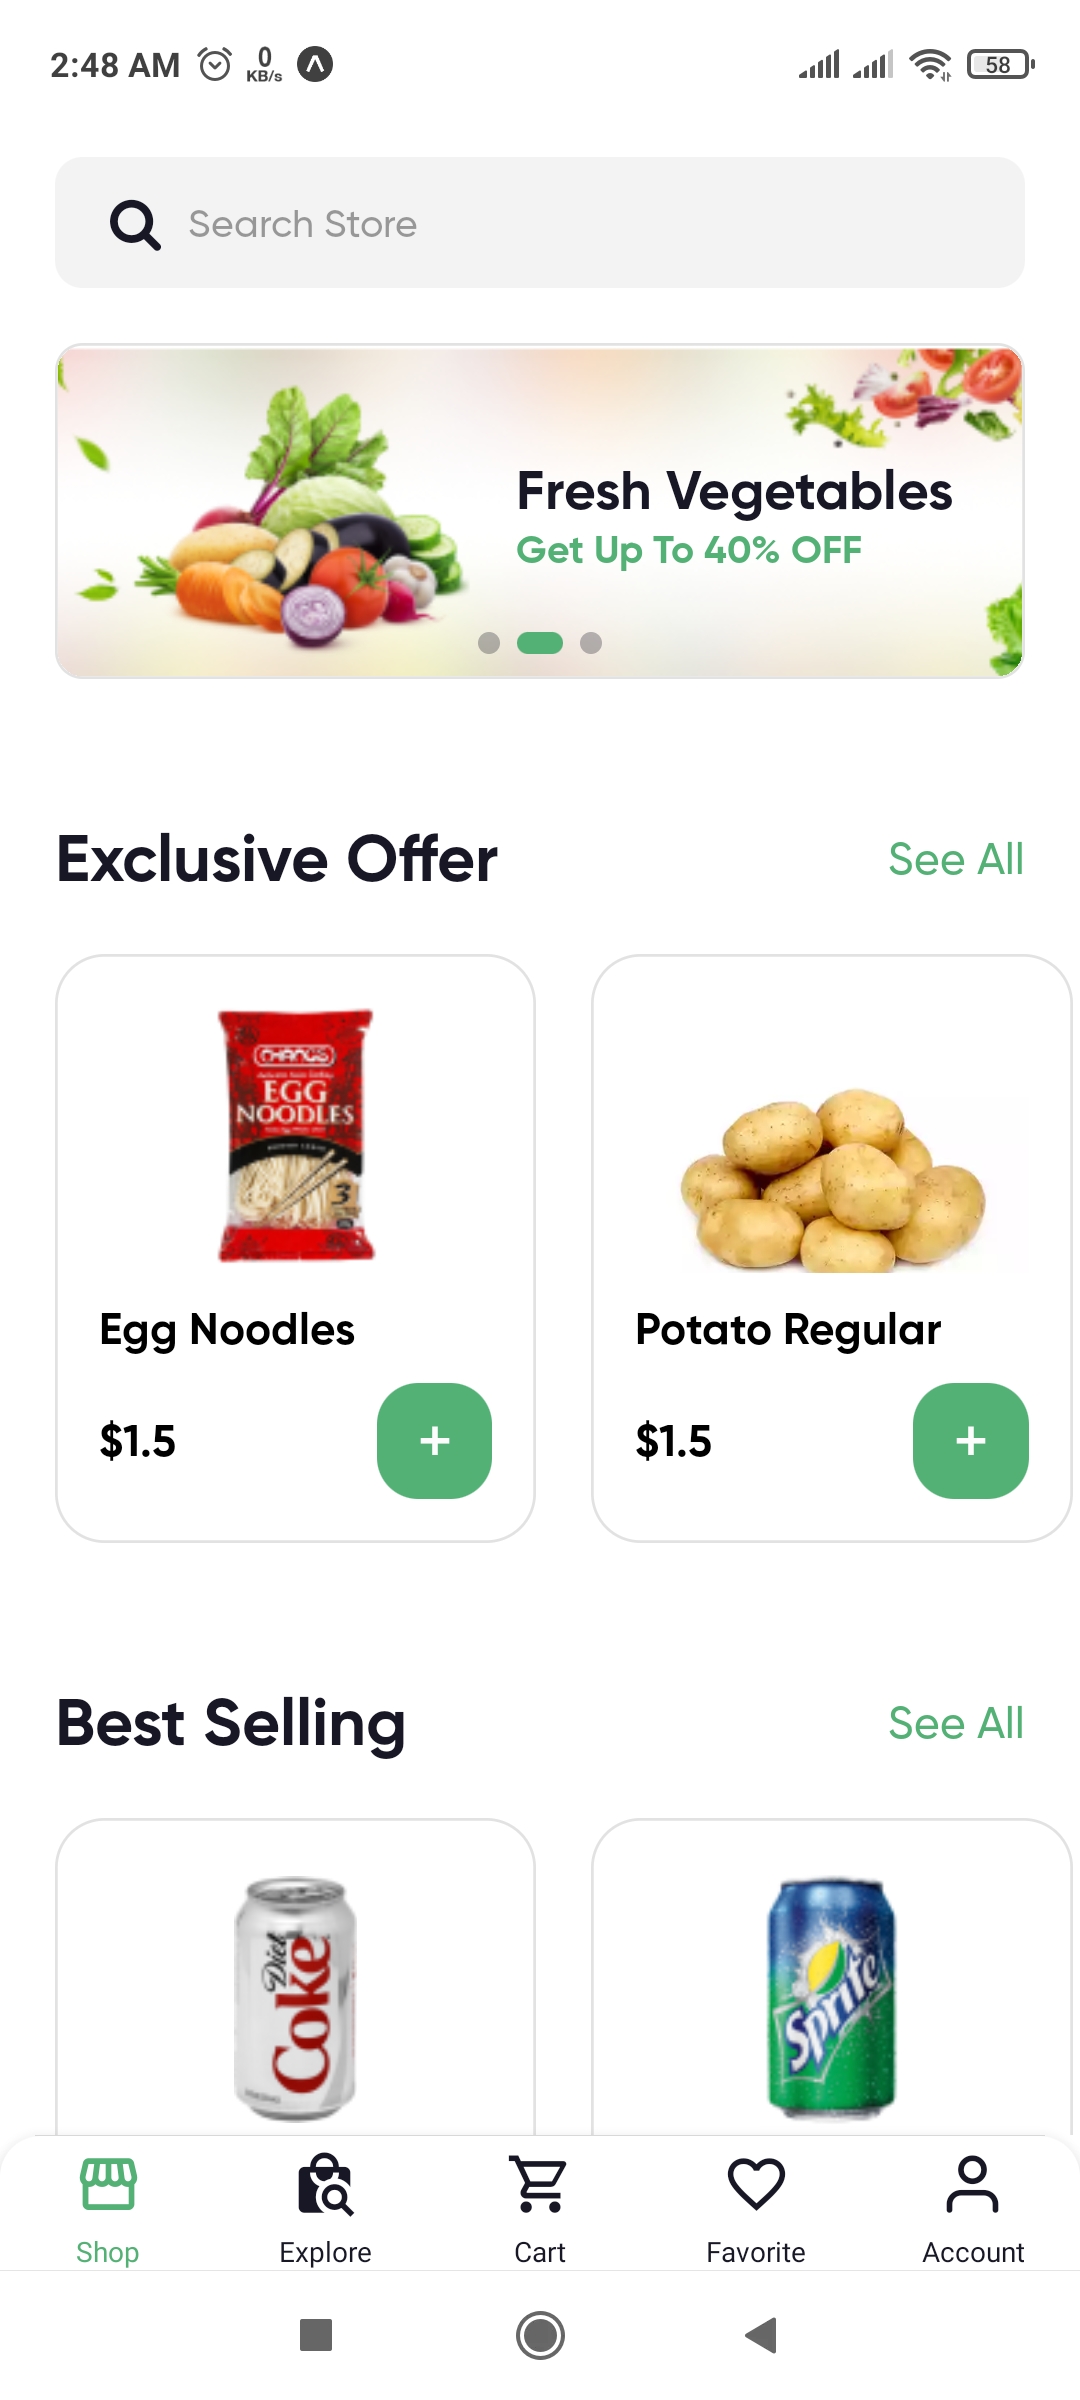 2:48 AM 0 KB/s 58
Search Store
Fresh Vegetables
Get Up To 40% OFF
Exclusive Offer See All
CHANG'S
EGG
NOODLES
3
Egg Noodles Potato Regular
$1.5 + $1.5 +
Best Selling See All
Diet Coke Sprite
Shop Explore Cart Favorite Account